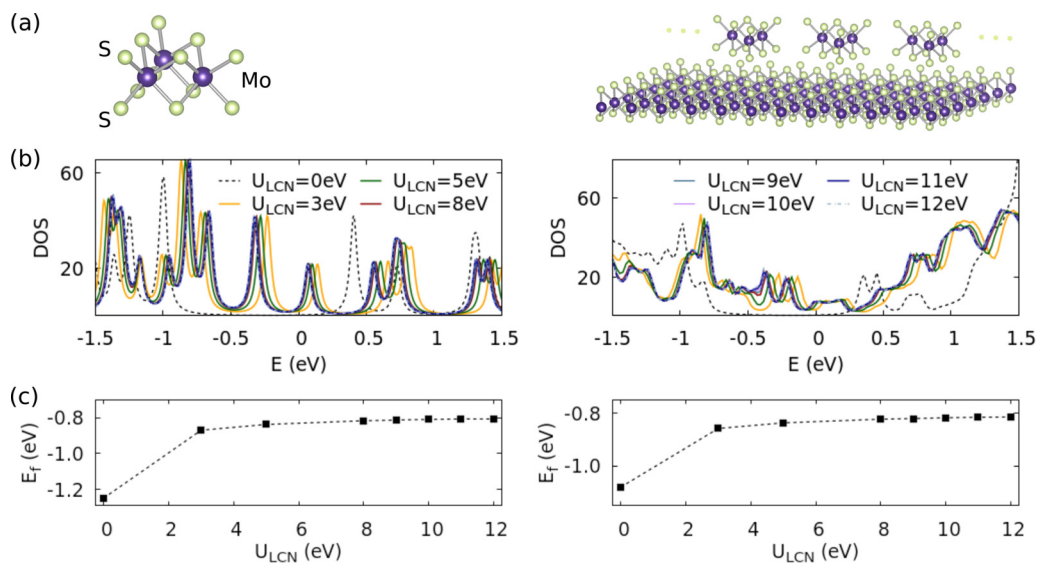 (a)
S
S
Mo
(b)
60
20
DOS
U_LCN=0eV
U_LCN=3eV
U_LCN=5eV
U_LCN=8eV
-1.5 -1 -0.5 0 0.5 1 1.5
E (eV)
60
20
DOS
U_LCN=9eV
U_LCN=10eV
U_LCN=11eV
U_LCN=12eV
-1.5 -1 -0.5 0 0.5 1 1.5
E (eV)
(c)
-0.8
-1.0
-1.2
E_f (eV)
0 2 4 6 8 10 12
U_LCN (eV)
-0.8
-1.0
E_f (eV)
0 2 4 6 8 10 12
U_LCN (eV)